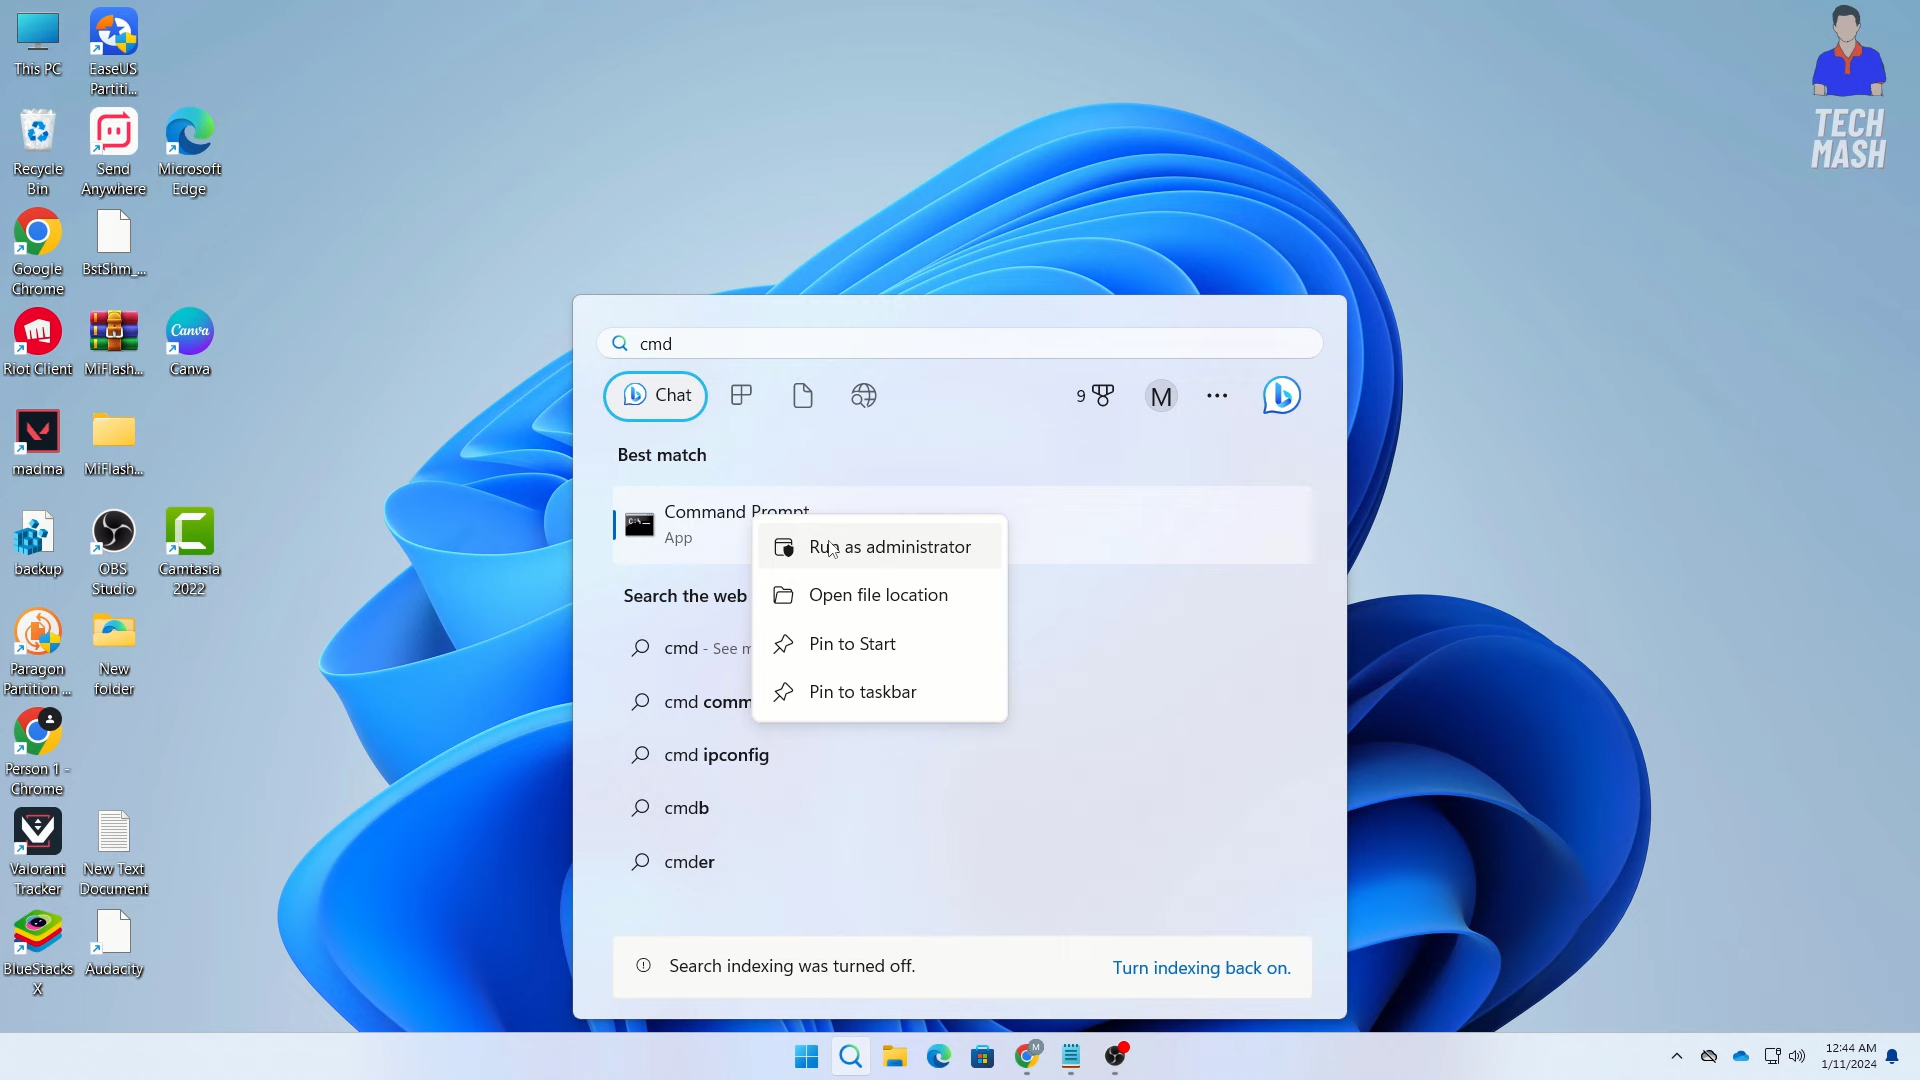 This PC
EaseUS
Partiti...
Recycle
Bin
Send
Anywhere
Microsoft
Edge
Google
Chrome
BstShm_...
Riot Client
MiFlash...
Canva
Canva
madma
MiFlash...
backup
OBS
Studio
Camtasia
2022
Paragon
Partition ...
New
folder
Person 1 -
Chrome
Valorant
Tracker
New Text
Document
BlueStacks
X
Audacity
TECH
MASH
cmd
Chat
9
M
Best match
Command Prompt
App
Run as administrator
Open file location
Pin to Start
Pin to taskbar
Search the web
cmd - See m
cmd comm
cmd ipconfig
cmdb
cmder
Search indexing was turned off.
Turn indexing back on.
M
12:44 AM
1/11/2024